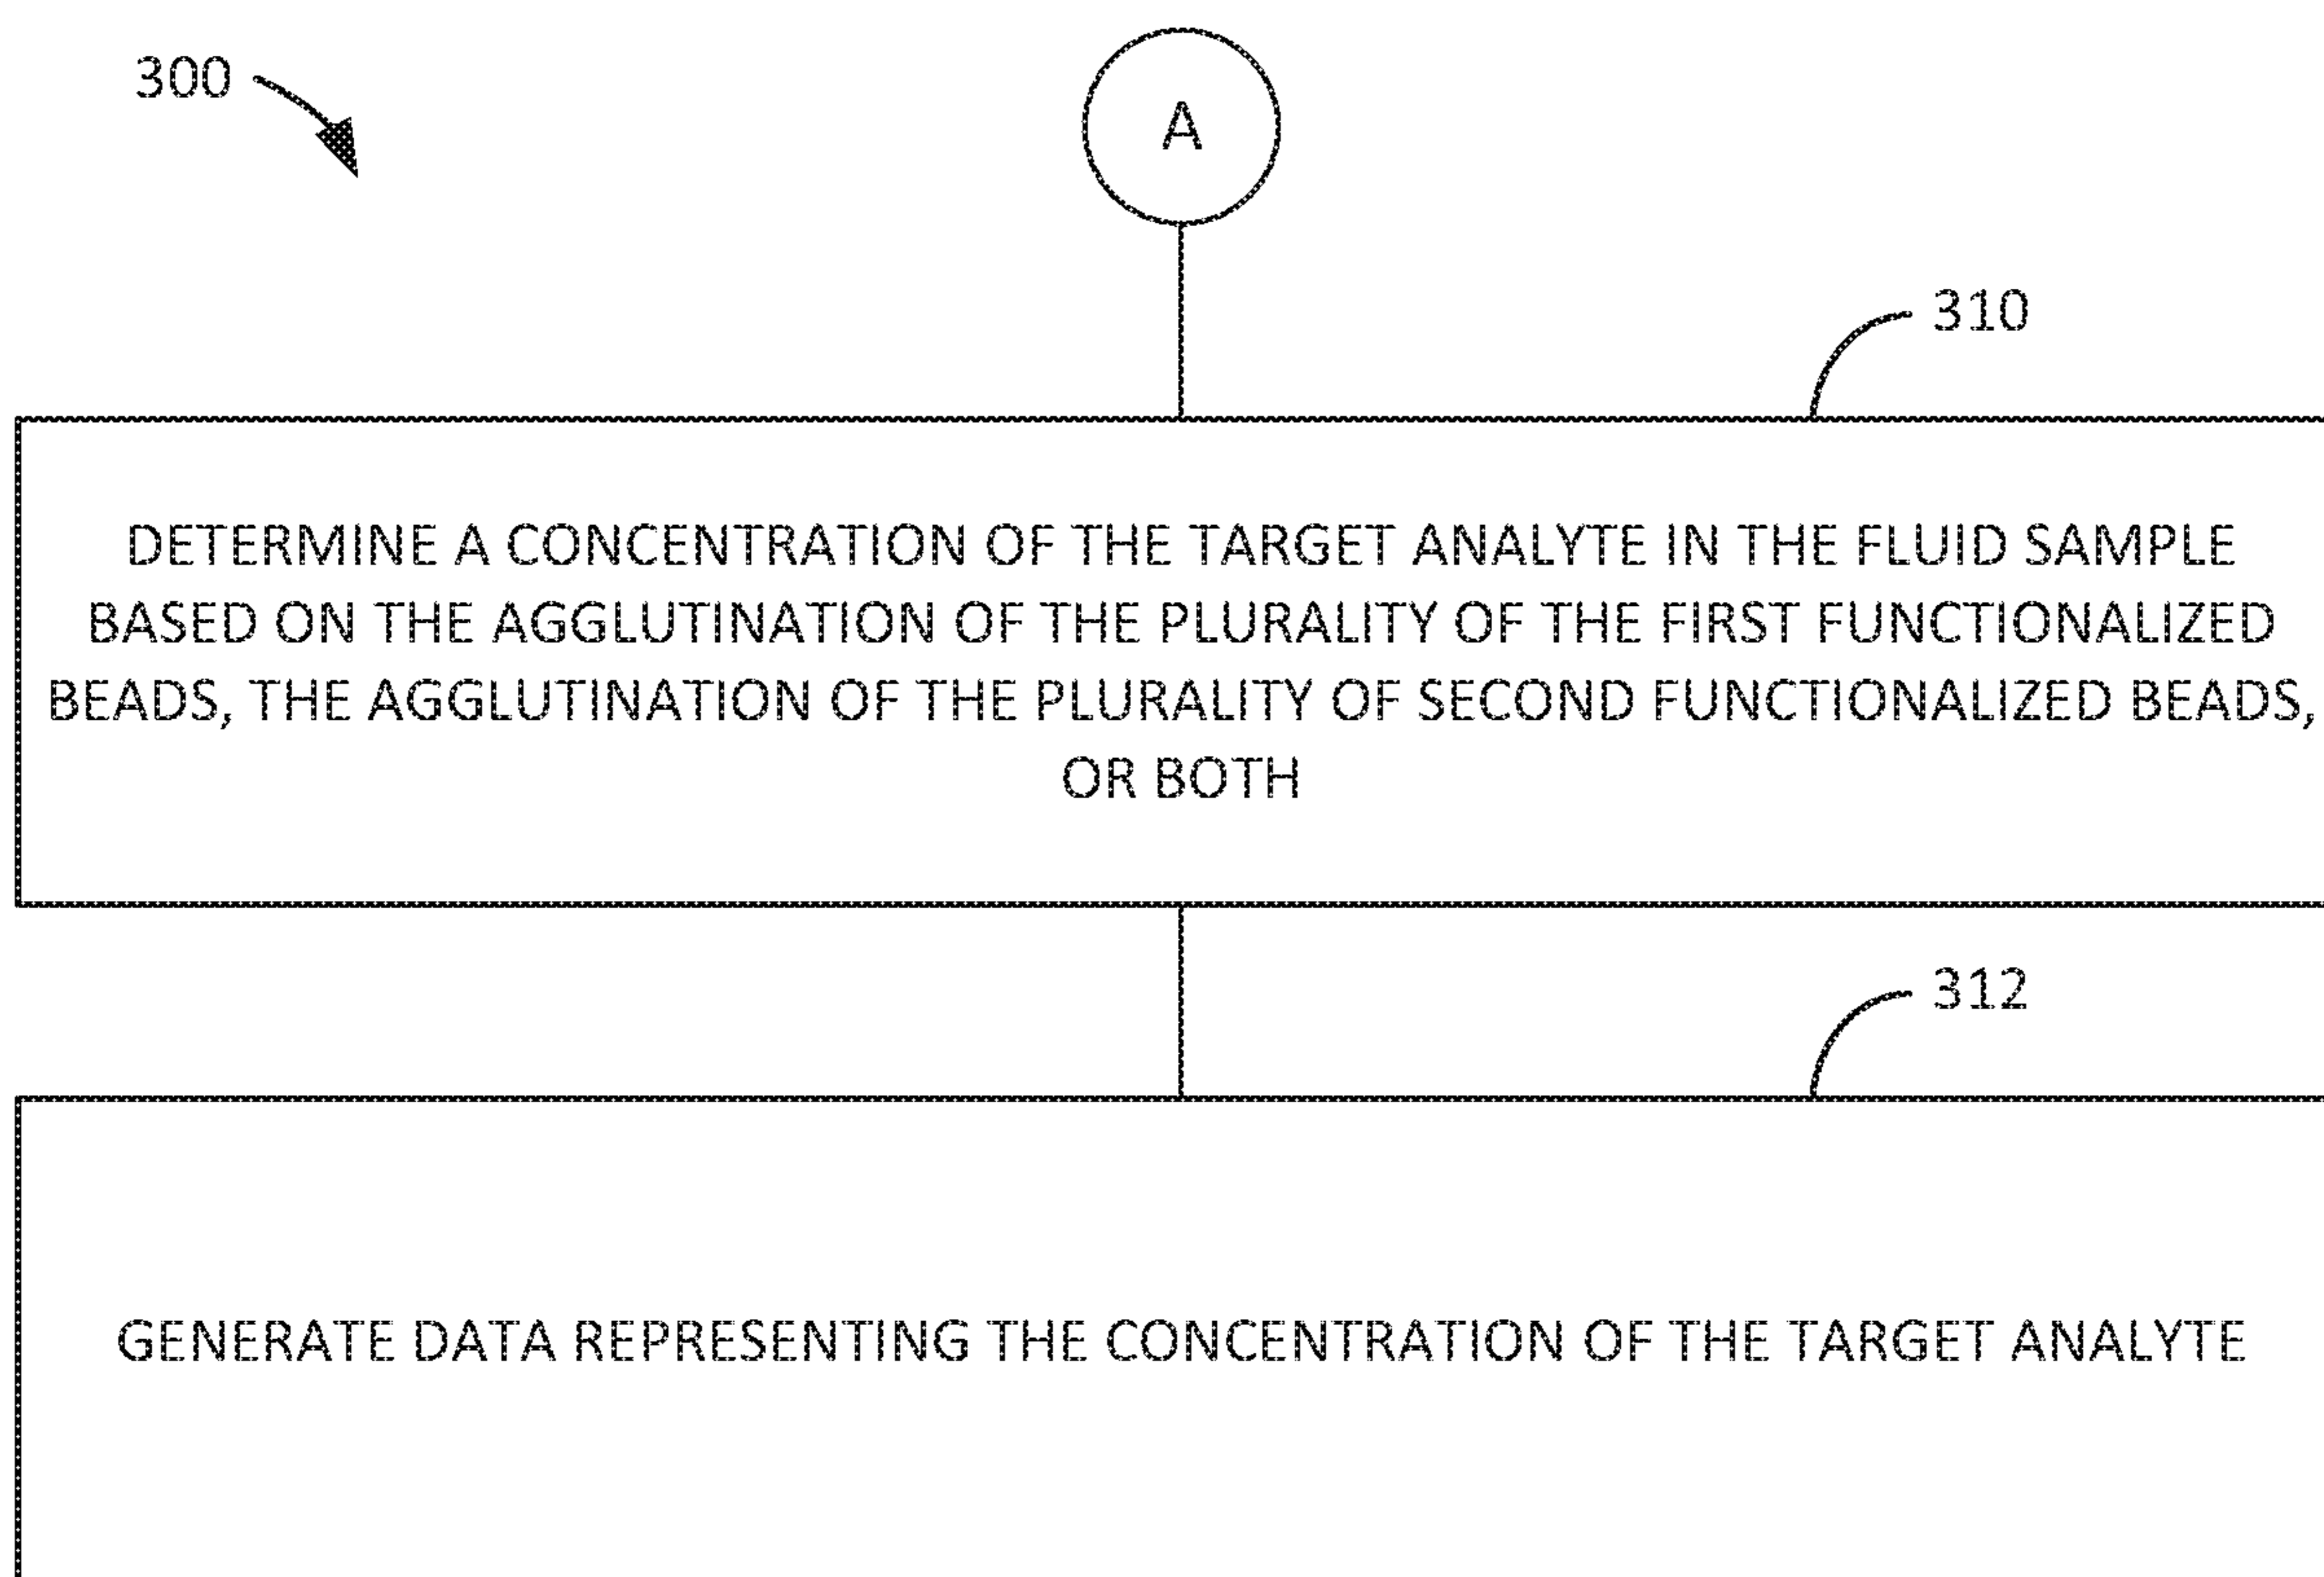 300
A
310
DETERMINE A CONCENTRATION OF THE TARGET ANALYTE IN THE FLUID SAMPLE
BASED ON THE AGGLUTINATION OF THE PLURALITY OF THE FIRST FUNCTIONALIZED
BEADS, THE AGGLUTINATION OF THE PLURALITY OF SECOND FUNCTIONALIZED BEADS,
OR BOTH
312
GENERATE DATA REPRESENTING THE CONCENTRATION OF THE TARGET ANALYTE